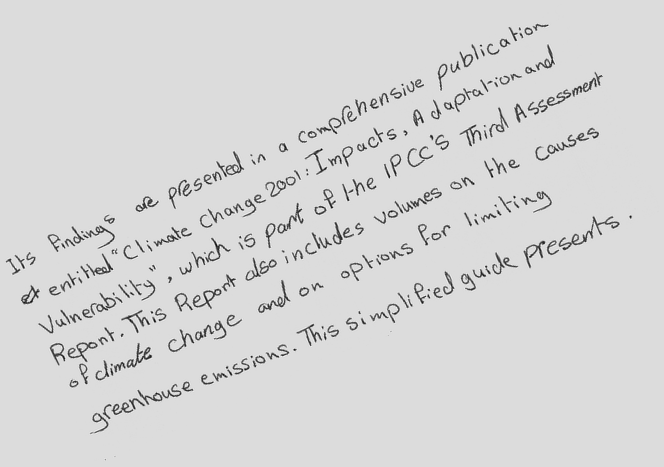 Its findings are presented in a comprehensive publication
entitled "Climate Change 2001: Impacts, Adaptation and
Vulnerability", which is part of the IPCC's Third Assessment
Report. This Report also includes volumes on the causes
of climate change and on options for limiting
greenhouse emissions. This simplified guide presents.